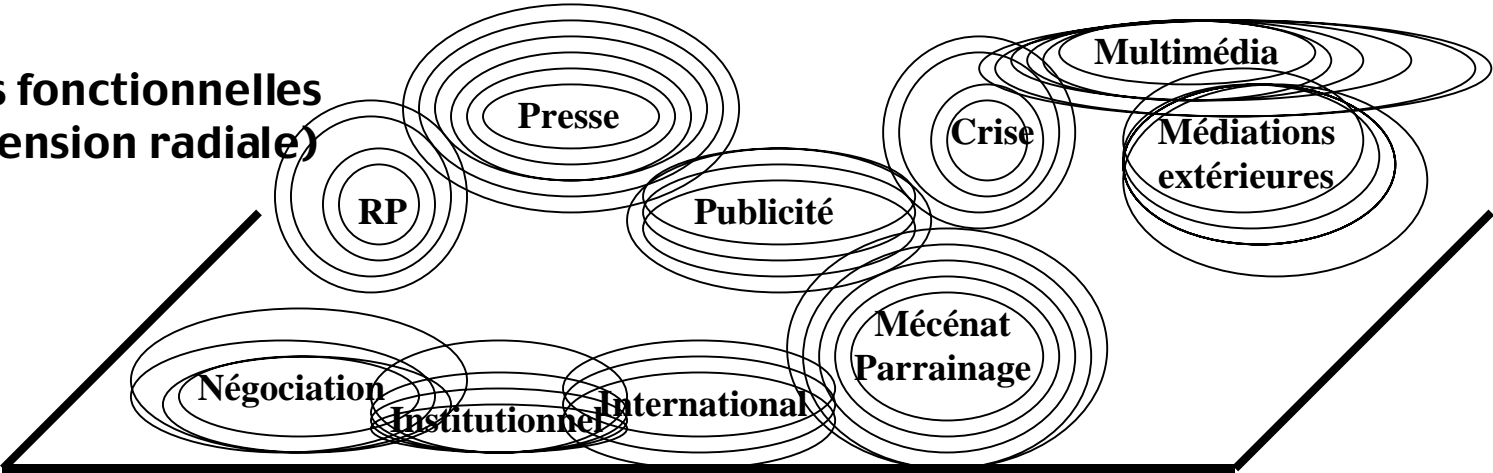 s fonctionnelles
ension radiale)
Multimédia
Presse
Crise
Médiations
extérieures
RP
Publicité
Mécénat
Parrainage
Négociation
Institutionnel
International